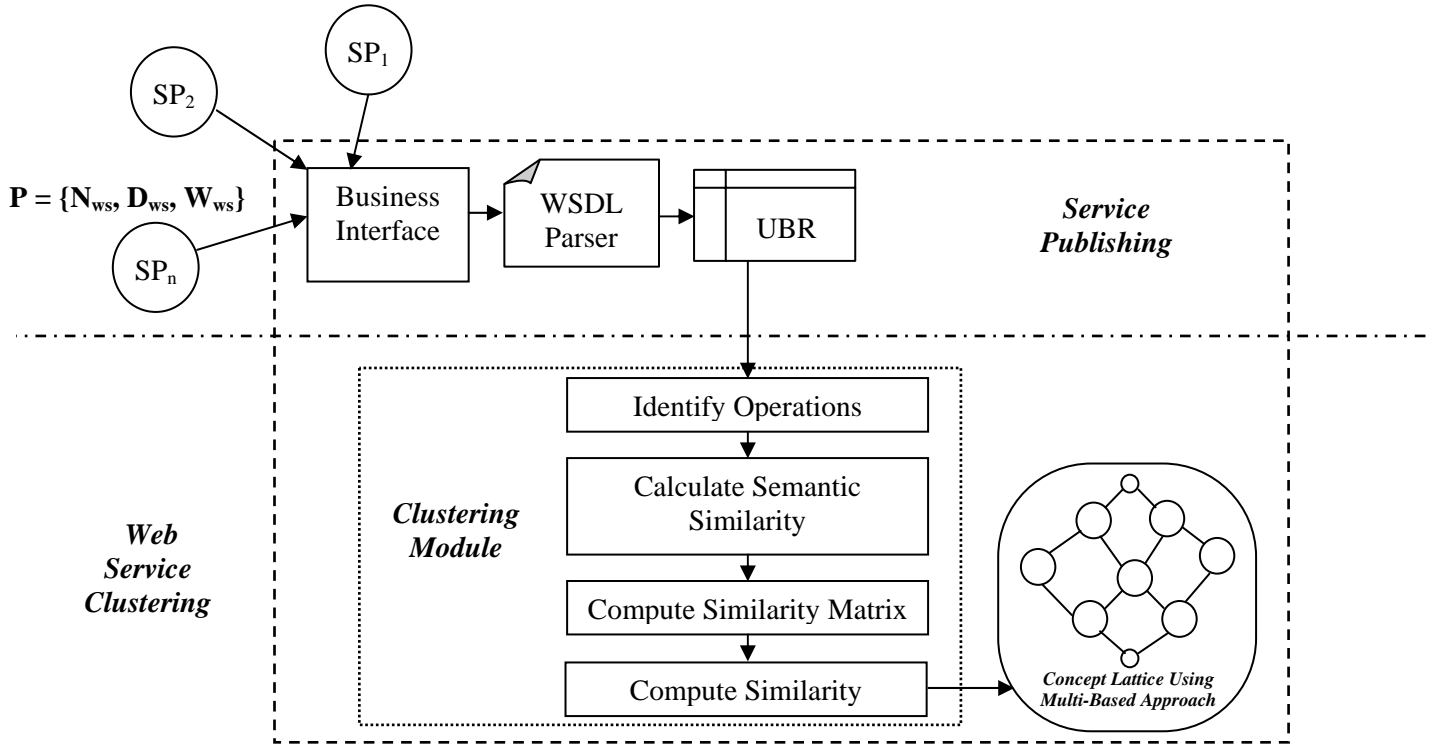 SP1
SP2
P = {Nws, Dws, Wws}
SPn
Business
Interface
WSDL
Parser
UBR
Service
Publishing
Identify Operations
Calculate Semantic
Similarity
Clustering
Module
Web
Service
Clustering
Compute Similarity Matrix
Compute Similarity
Concept Lattice Using
Multi-Based Approach